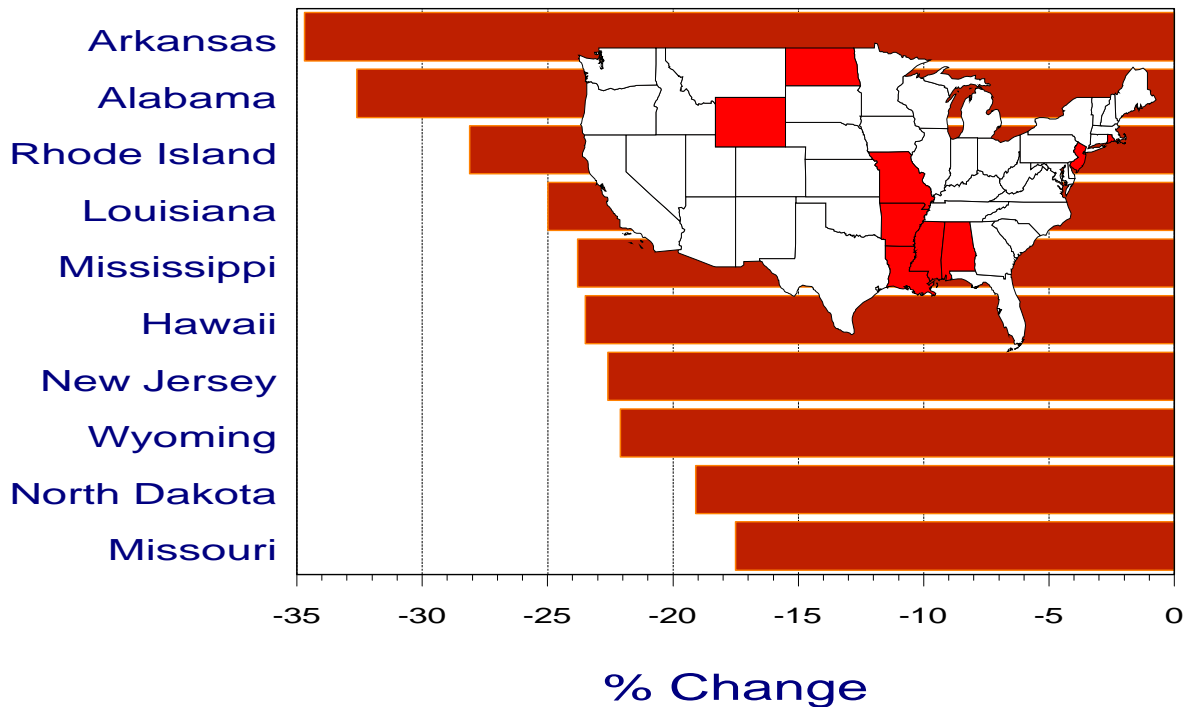 Arkansas
Alabama
Rhode Island
Louisiana
Mississippi
Hawaii
New Jersey
Wyoming
North Dakota
Missouri
-35 -30 -25 -20 -15 -10 -5 0
% Change